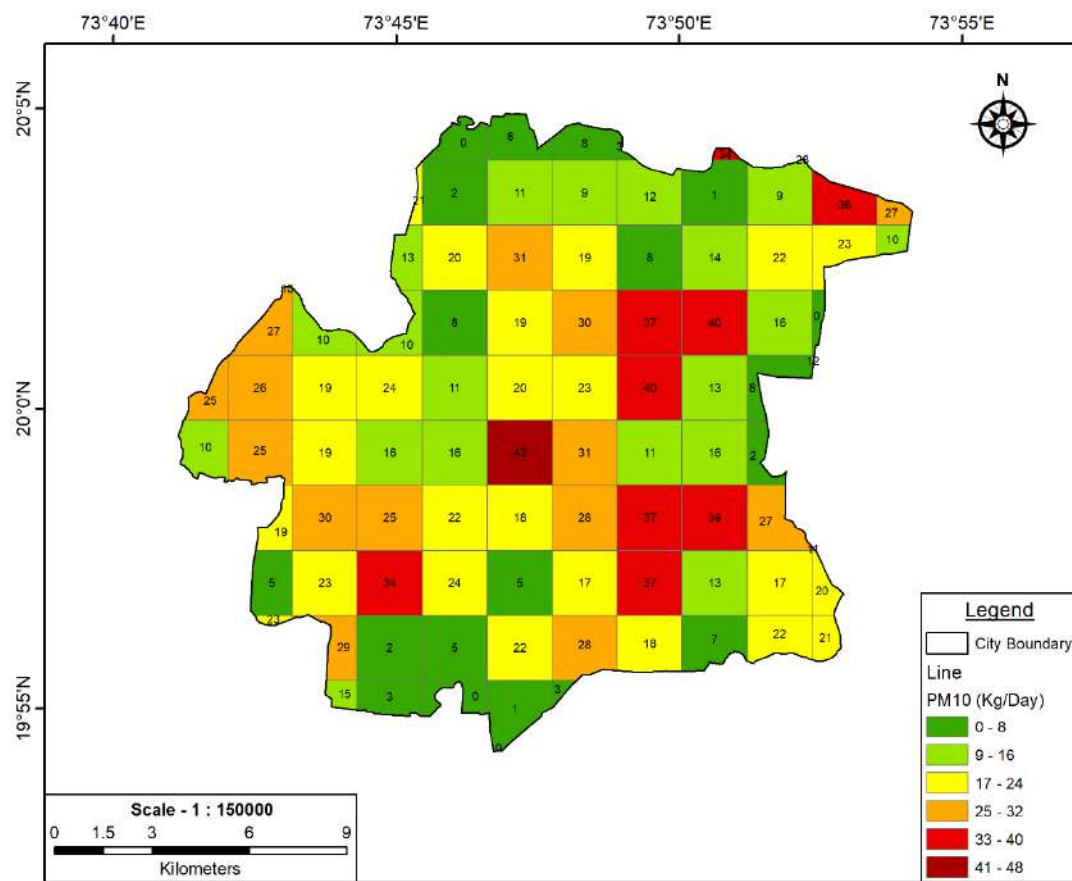 73°40'E 73°45'E 73°50'E 73°55'E
20°5'N
20°0'N
19°55'N
N
0 8 8 3 34
2 11 9 12 1 9 36 27
21
13 20 31 19 8 14 22 23 10
27 10 10 8 19 30 37 40 16 0
12
25 26 19 24 11 20 23 40 13 8
10 25 19 16 16 31 11 16 2
19 30 25 22 18 28 37 39 27
5 23 34 24 5 17 37 13 17 20
23
29 2 5 22 28 18 7 22 21
15 3 0 1 3
0
Legend
City Boundary
Line
PM10 (Kg/Day)
0 - 8
9 - 16
17 - 24
25 - 32
33 - 40
41 - 48
Scale - 1 : 150000
0 1.5 3 6 9
Kilometers